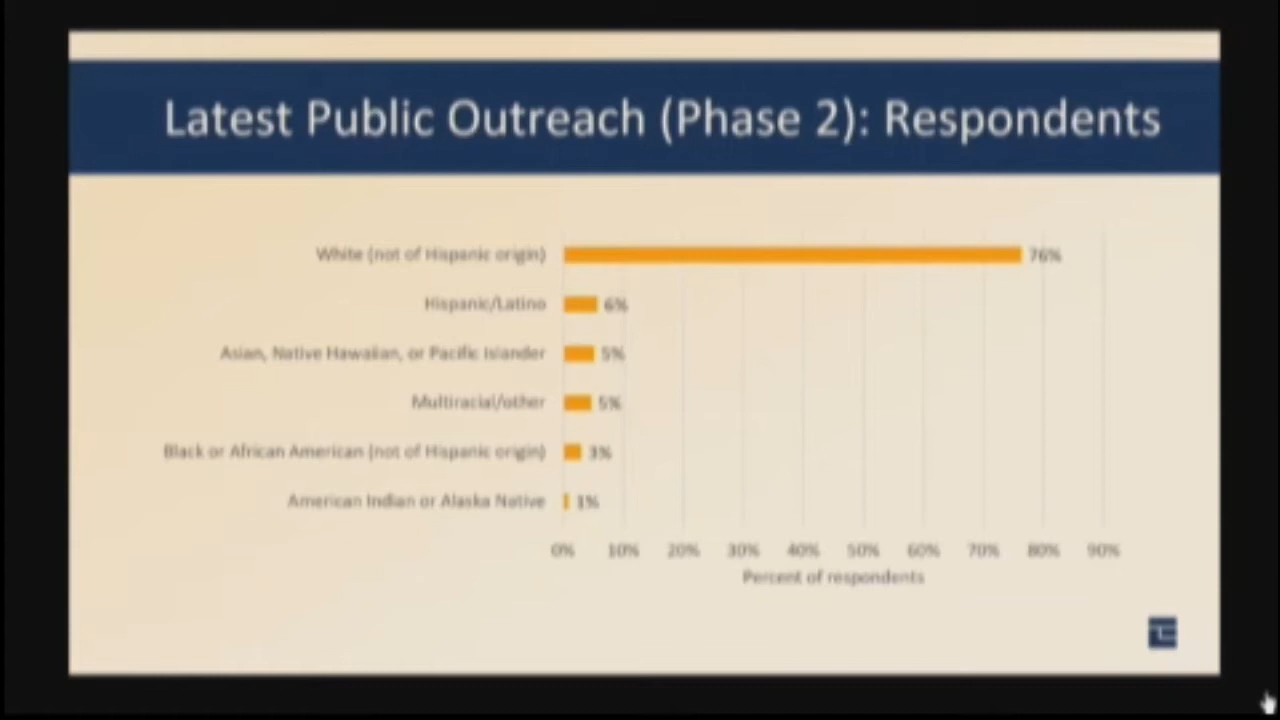 Latest Public Outreach (Phase 2): Respondents
White (not of Hispanic origin) 76%
Hispanic/Latino 6%
Asian, Native Hawaiian, or Pacific Islander 5%
Multiracial/other 5%
Black or African American (not of Hispanic origin) 3%
American Indian or Alaska Native 1%
0% 10% 20% 30% 40% 50% 60% 70% 80% 90%
Percent of respondents